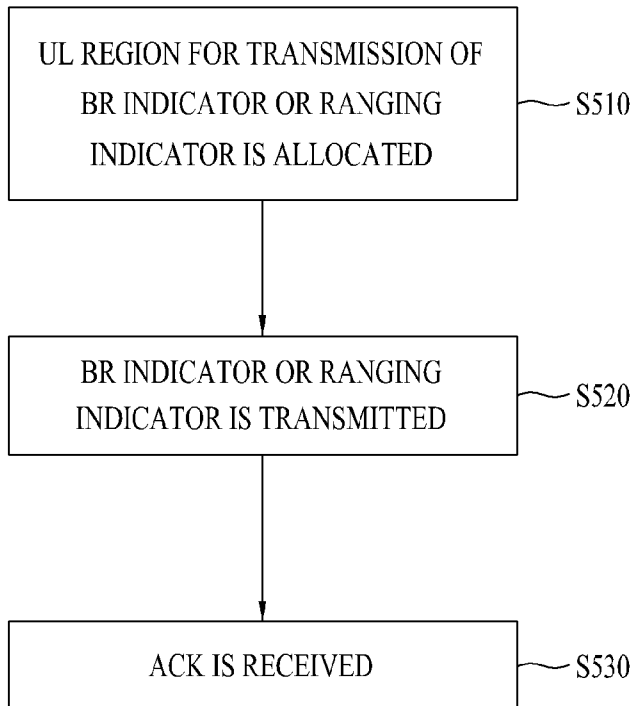 UL REGION FOR TRANSMISSION OF
BR INDICATOR OR RANGING
INDICATOR IS ALLOCATED
S510
BR INDICATOR OR RANGING
INDICATOR IS TRANSMITTED
S520
ACK IS RECEIVED
S530